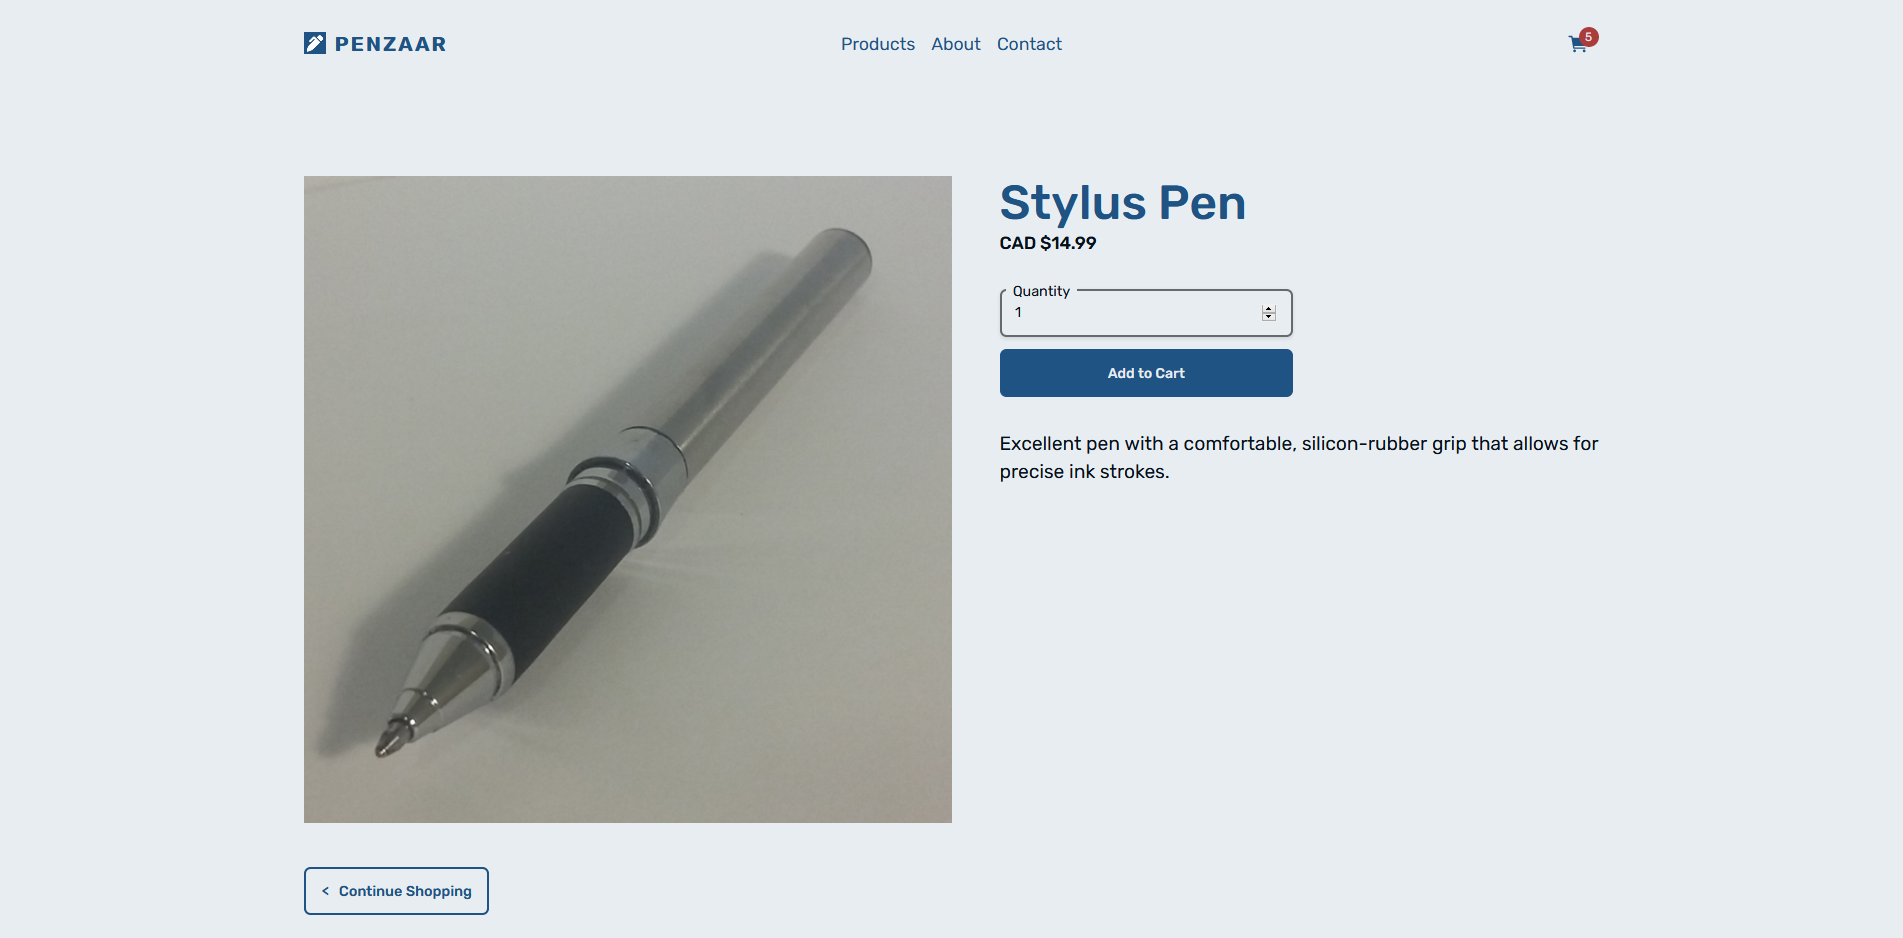 PENZAAR
Products About Contact
5
Stylus Pen
CAD $14.99
Quantity
1
Add to Cart
Excellent pen with a comfortable, silicon-rubber grip that allows for
precise ink strokes.
< Continue Shopping